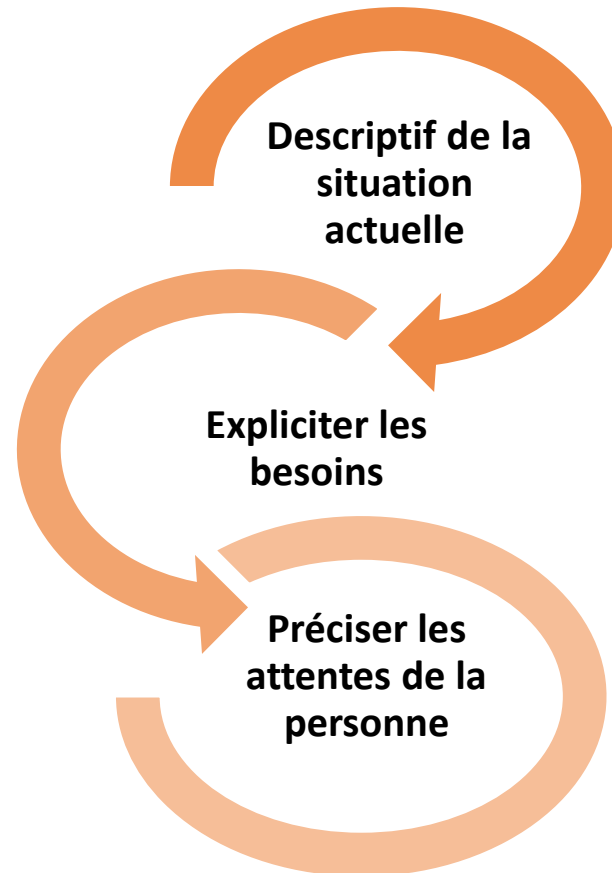 Descriptif de la
situation
actuelle
Expliciter les
besoins
Préciser les
attentes de la
personne